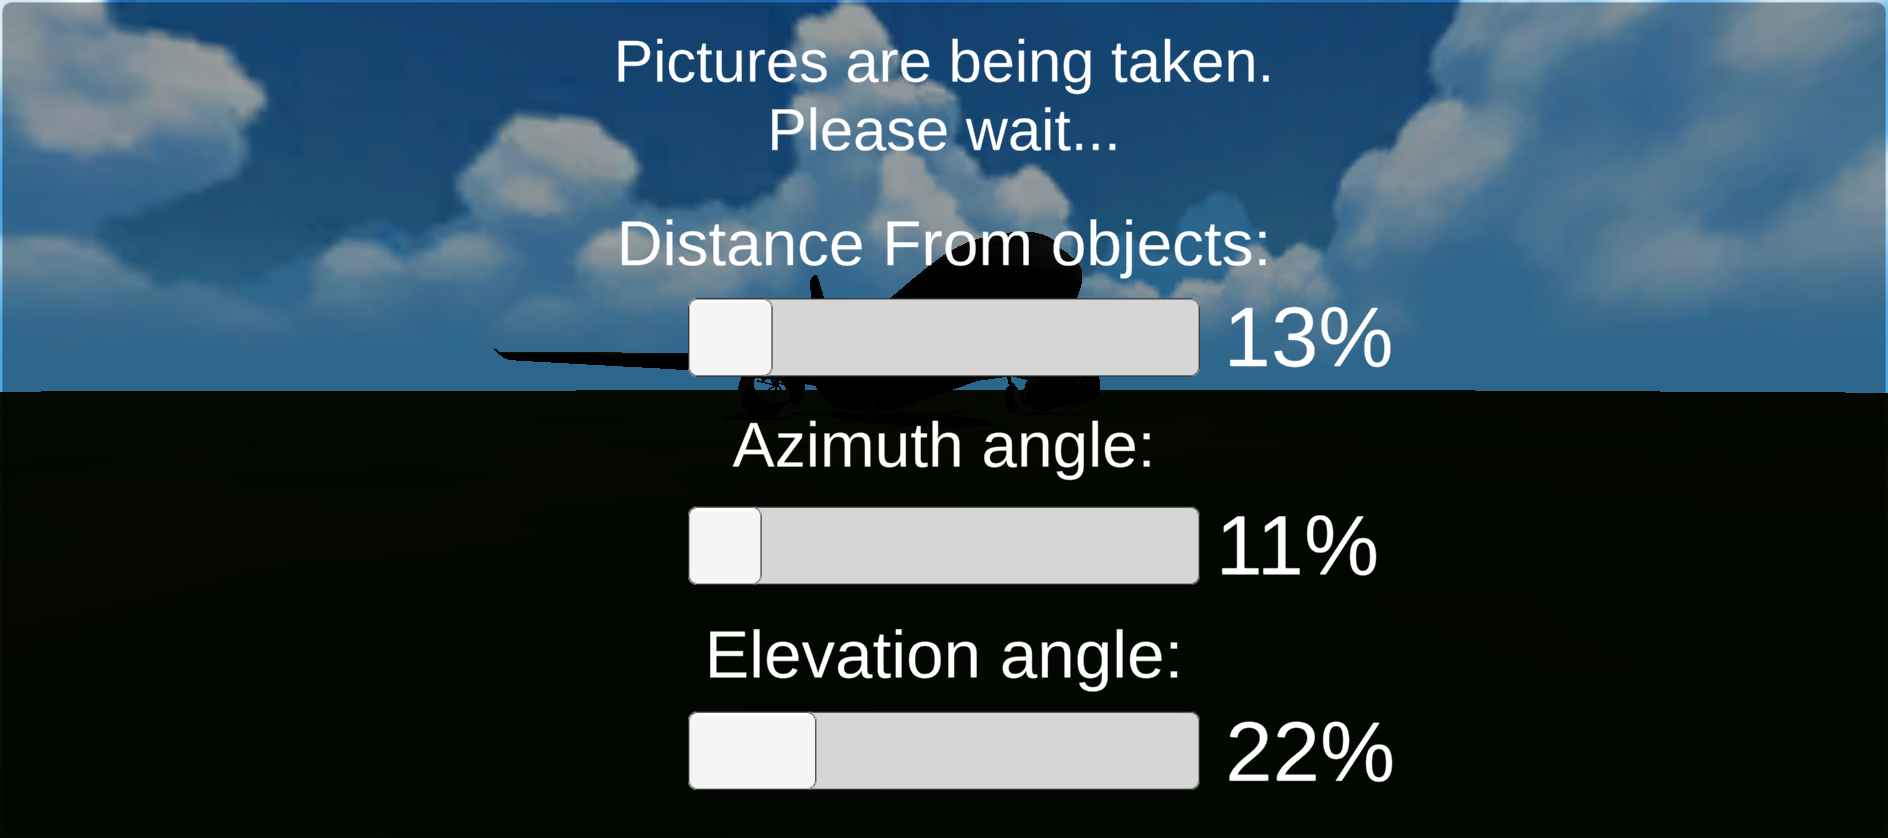 Pictures are being taken.
Please wait...
Distance From objects:
13%
Azimuth angle:
11%
Elevation angle:
22%